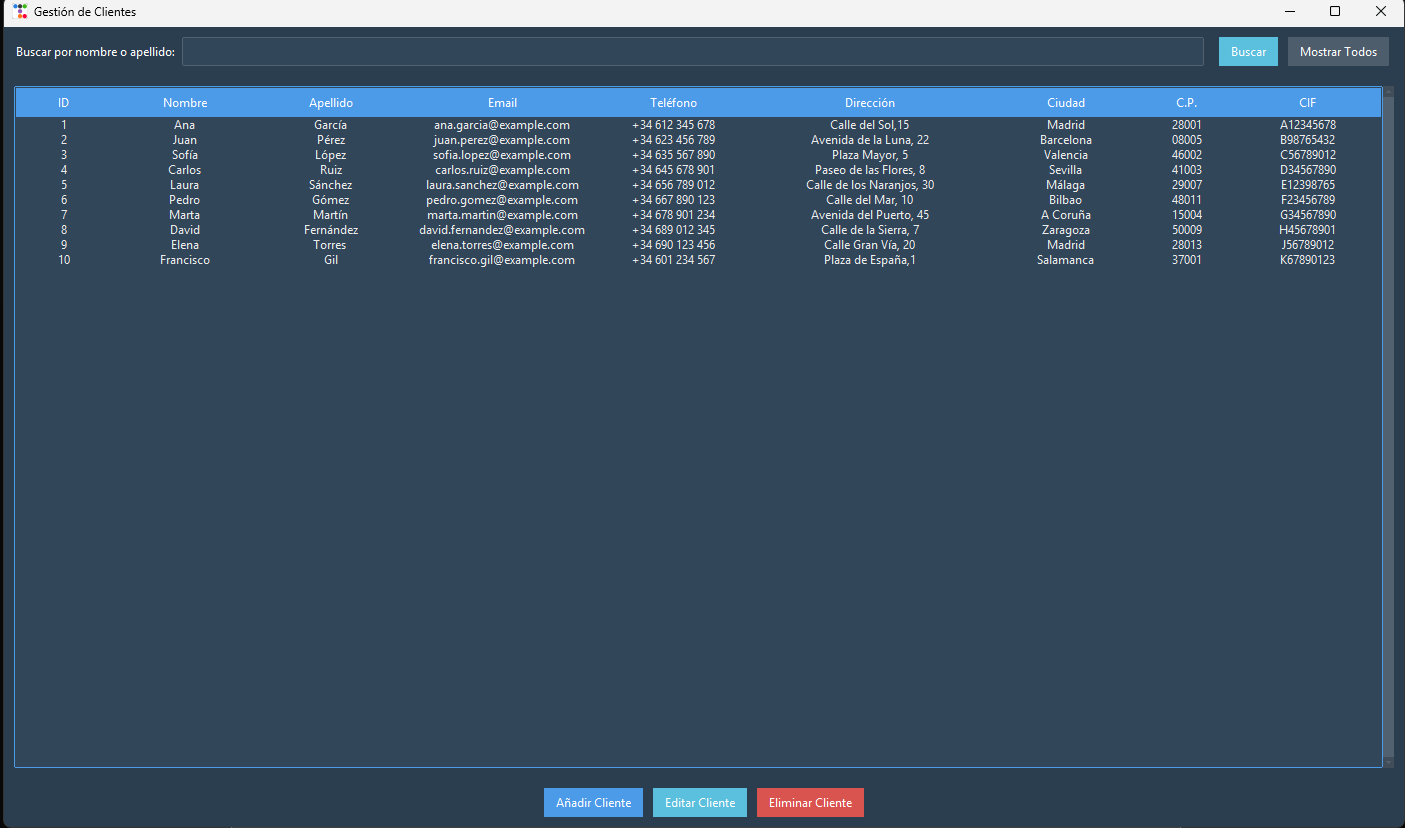 Gestión de Clientes
Buscar por nombre o apellido: Buscar Mostrar Todos
ID Nombre Apellido Email Teléfono Dirección Ciudad C.P. CIF
1 Ana García ana.garcia@example.com +34 612 345 678 Calle del Sol,15 Madrid 28001 A12345678
2 Juan Pérez juan.perez@example.com +34 623 456 789 Avenida de la Luna, 22 Barcelona 08005 B98765432
3 Sofía López sofia.lopez@example.com +34 635 567 890 Plaza Mayor, 5 Valencia 46002 C56789012
4 Carlos Ruiz carlos.ruiz@example.com +34 645 678 901 Paseo de las Flores, 8 Sevilla 41003 D34567890
5 Laura Sánchez laura.sanchez@example.com +34 656 789 012 Calle de los Naranjos, 30 Málaga 29007 E12398765
6 Pedro Gómez pedro.gomez@example.com +34 667 890 123 Calle del Mar, 10 Bilbao 48011 F23456789
7 Marta Martín marta.martin@example.com +34 678 901 234 Avenida del Puerto, 45 A Coruña 15004 G34567890
8 David Fernández david.fernandez@example.com +34 689 012 345 Calle de la Sierra, 7 Zaragoza 50009 H45678901
9 Elena Torres elena.torres@example.com +34 690 123 456 Calle Gran Vía, 20 Madrid 28013 J56789012
10 Francisco Gil francisco.gil@example.com +34 601 234 567 Plaza de España,1 Salamanca 37001 K67890123
Añadir Cliente Editar Cliente Eliminar Cliente